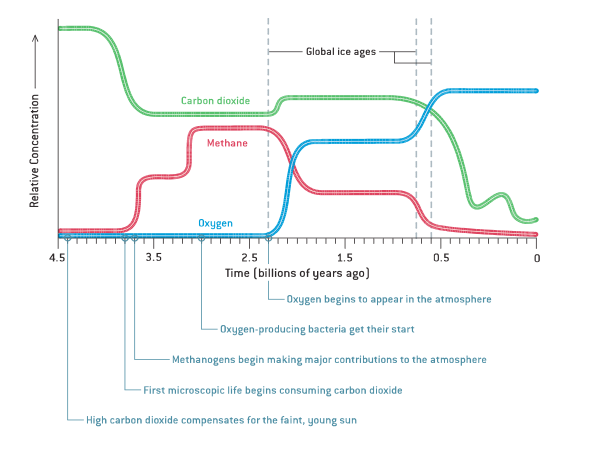 Global ice ages
Carbon dioxide
Methane
Oxygen
Relative Concentration
4.5 3.5 2.5 1.5 0.5 0
Time (billions of years ago)
Oxygen begins to appear in the atmosphere
Oxygen-producing bacteria get their start
Methanogens begin making major contributions to the atmosphere
First microscopic life begins consuming carbon dioxide
High carbon dioxide compensates for the faint, young sun